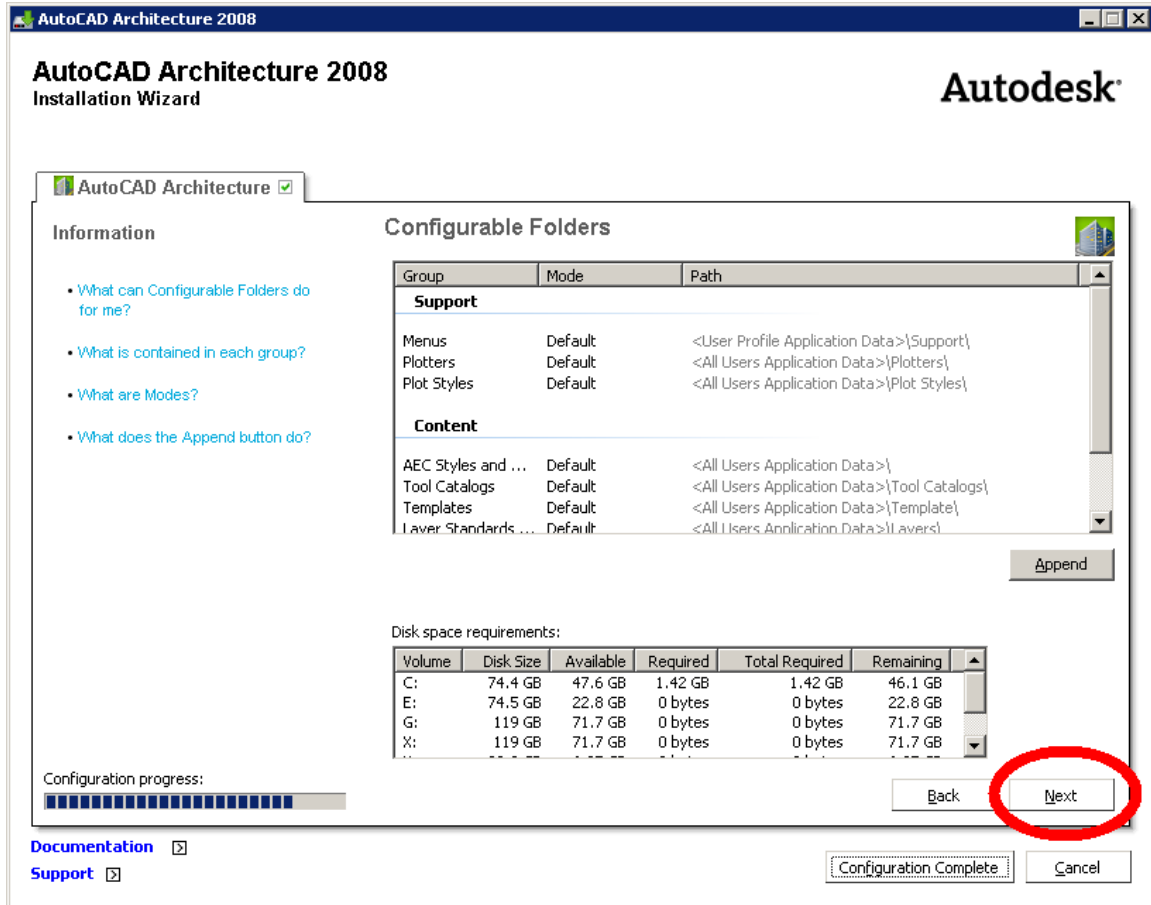 AutoCAD Architecture 2008
AutoCAD Architecture 2008
Installation Wizard
Autodesk
AutoCAD Architecture
Information
• What can Configurable Folders do
for me?
• What is contained in each group?
• What are Modes?
• What does the Append button do?
Configurable Folders
Group Mode Path
Support
Menus Default <User Profile Application Data>\Support\
Plotters Default <All Users Application Data>\Plotters\
Plot Styles Default <All Users Application Data>\Plot Styles\
Content
AEC Styles and ... Default <All Users Application Data>\
Tool Catalogs Default <All Users Application Data>\Tool Catalogs\
Templates Default <All Users Application Data>\Template\
Layer Standards ... Default <All Users Application Data>\Layers\
Append
Disk space requirements:
Volume Disk Size Available Required Total Required Remaining
C: 74.4 GB 47.6 GB 1.42 GB 1.42 GB 46.1 GB
E: 74.5 GB 22.8 GB 0 bytes 0 bytes 22.8 GB
G: 119 GB 71.7 GB 0 bytes 0 bytes 71.7 GB
X: 119 GB 71.7 GB 0 bytes 0 bytes 71.7 GB
Configuration progress:
Back Next
Documentation
Support
Configuration Complete Cancel